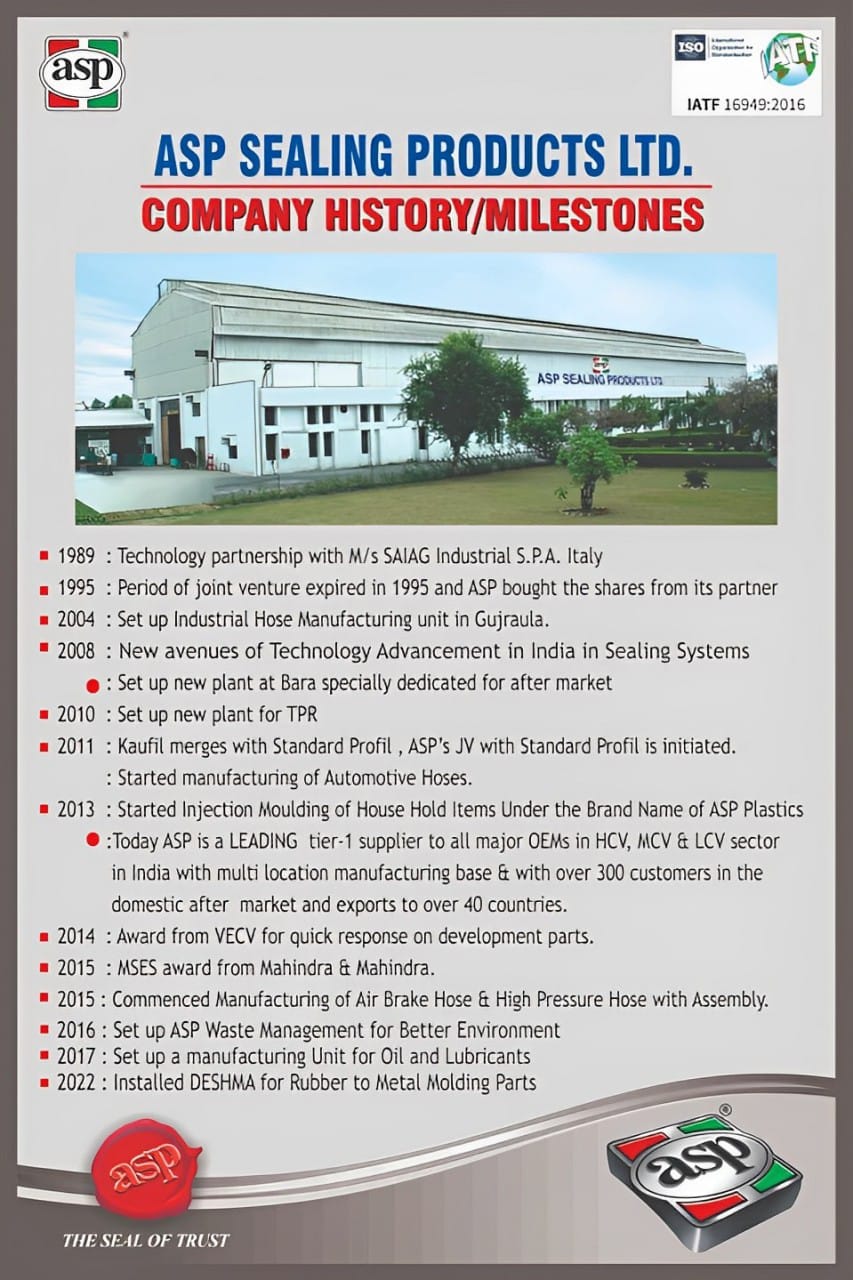 asp
ISO International Organization for Standardization IATF
IATF 16949:2016
ASP SEALING PRODUCTS LTD.
COMPANY HISTORY/MILESTONES
ASP SEALING PRODUCTS LTD.
1989 : Technology partnership with M/s SAIAG Industrial S.P.A. Italy
1995 : Period of joint venture expired in 1995 and ASP bought the shares from its partner
2004 : Set up Industrial Hose Manufacturing unit in Gujraula.
2008 : New avenues of Technology Advancement in India in Sealing Systems
: Set up new plant at Bara specially dedicated for after market
2010 : Set up new plant for TPR
2011 : Kaufil merges with Standard Profil , ASP's JV with Standard Profil is initiated.
: Started manufacturing of Automotive Hoses.
2013 : Started Injection Moulding of House Hold Items Under the Brand Name of ASP Plastics
:Today ASP is a LEADING tier-1 supplier to all major OEMs in HCV, MCV & LCV sector
in India with multi location manufacturing base & with over 300 customers in the
domestic after market and exports to over 40 countries.
2014 : Award from VECV for quick response on development parts.
2015 : MSES award from Mahindra & Mahindra.
2015 : Commenced Manufacturing of Air Brake Hose & High Pressure Hose with Assembly.
2016 : Set up ASP Waste Management for Better Environment
2017 : Set up a manufacturing Unit for Oil and Lubricants
2022 : Installed DESHMA for Rubber to Metal Molding Parts
asp
asp
THE SEAL OF TRUST